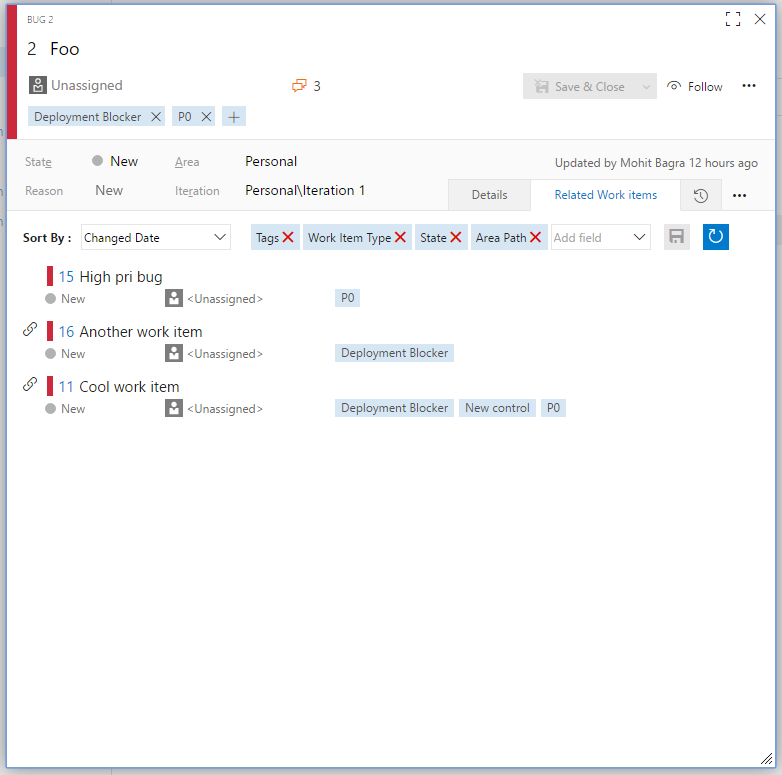 BUG 2
2 Foo
Unassigned 3 Save & Close Follow
Deployment Blocker P0
State New Area Personal Updated by Mohit Bagra 12 hours ago
Reason New Iteration Personal\Iteration 1
Details Related Work items
Sort By : Changed Date Tags Work Item Type State Area Path Add field
15 High pri bug
New <Unassigned> P0
16 Another work item
New <Unassigned> Deployment Blocker
11 Cool work item
New <Unassigned> Deployment Blocker New control P0